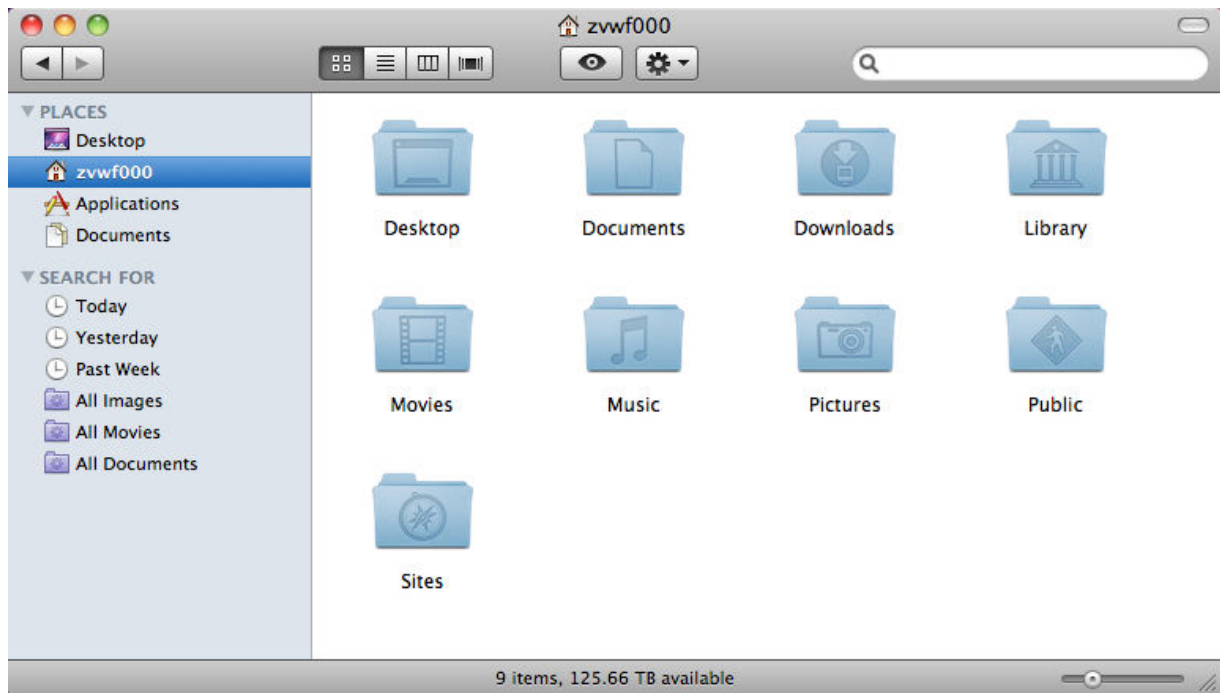 zvwf000
PLACES
Desktop
zvwf000
Applications
Documents
SEARCH FOR
Today
Yesterday
Past Week
All Images
All Movies
All Documents
Desktop Documents Downloads Library
Movies Music Pictures Public
Sites
9 items, 125.66 TB available